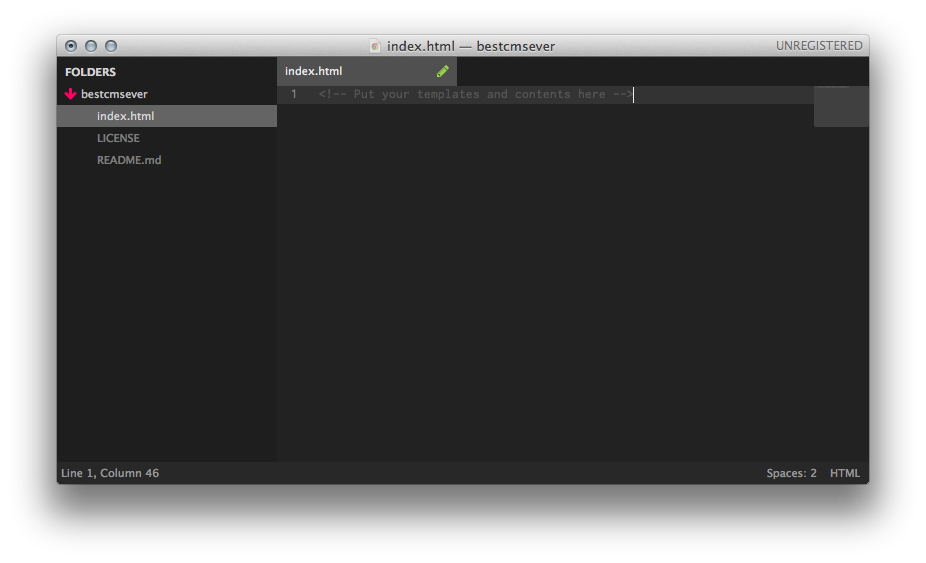 index.html — bestcmsever
UNREGISTERED
FOLDERS
bestcmsever
index.html
LICENSE
README.md
index.html
1 <!-- Put your templates and contents here -->
Line 1, Column 46
Spaces: 2 HTML